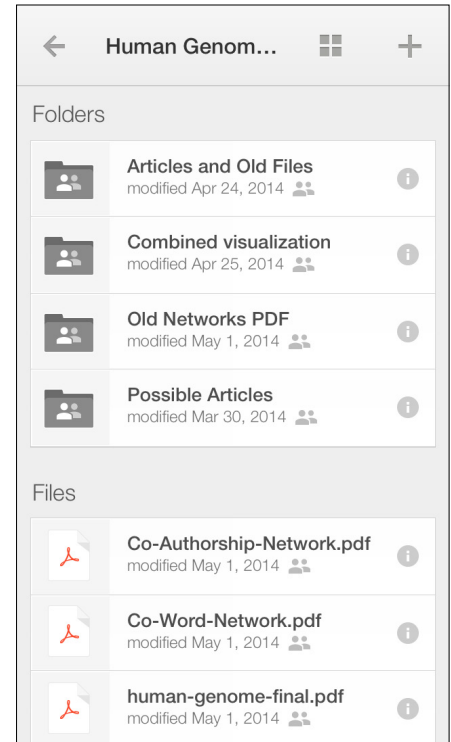 Human Genom...
Folders
Articles and Old Files
modified Apr 24, 2014
Combined visualization
modified Apr 25, 2014
Old Networks PDF
modified May 1, 2014
Possible Articles
modified Mar 30, 2014
Files
Co-Authorship-Network.pdf
modified May 1, 2014
Co-Word-Network.pdf
modified May 1, 2014
human-genome-final.pdf
modified May 1, 2014